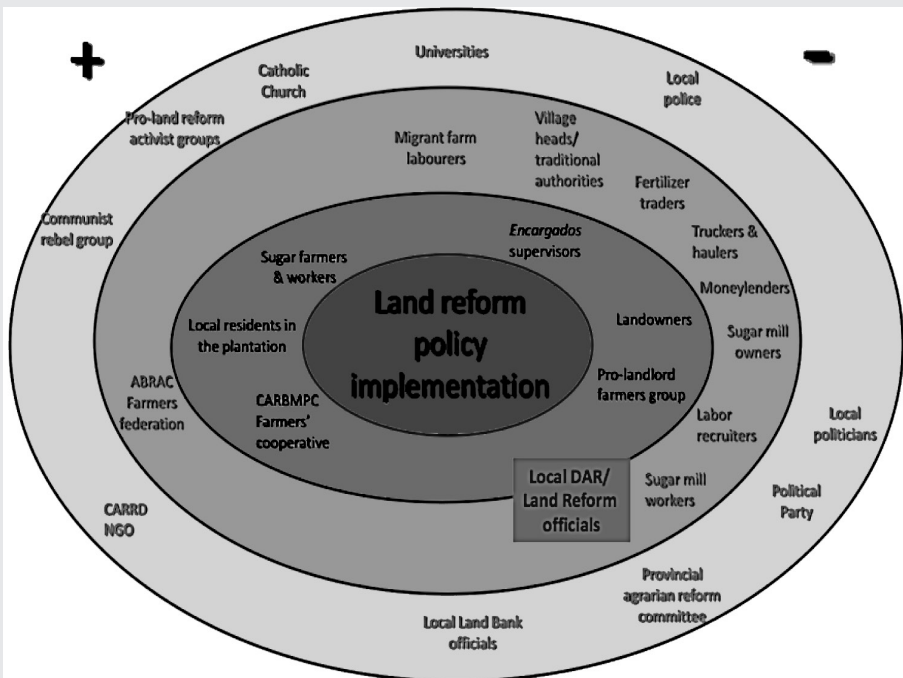 +
-
Universities
Catholic
Church
Local
police
Pro-land reform
activist groups
Migrant farm
labourers
Village
heads/
traditional
authorities
Fertilizer
traders
Communist
rebel group
Truckers &
haulers
Encargados
supervisors
Sugar farmers
& workers
Moneylenders
Land reform
policy
implementation
Local residents in
the plantation
Landowners
Sugar mill
owners
Pro-landlord
farmers group
ABRAC
Farmers
federation
CARBMPC
Farmers'
cooperative
Labor
recruiters
Local
politicians
Local DAR/
Land Reform
officials
Sugar mill
workers
Political
Party
CARRD
NGO
Provincial
agrarian reform
committee
Local Land Bank
officials